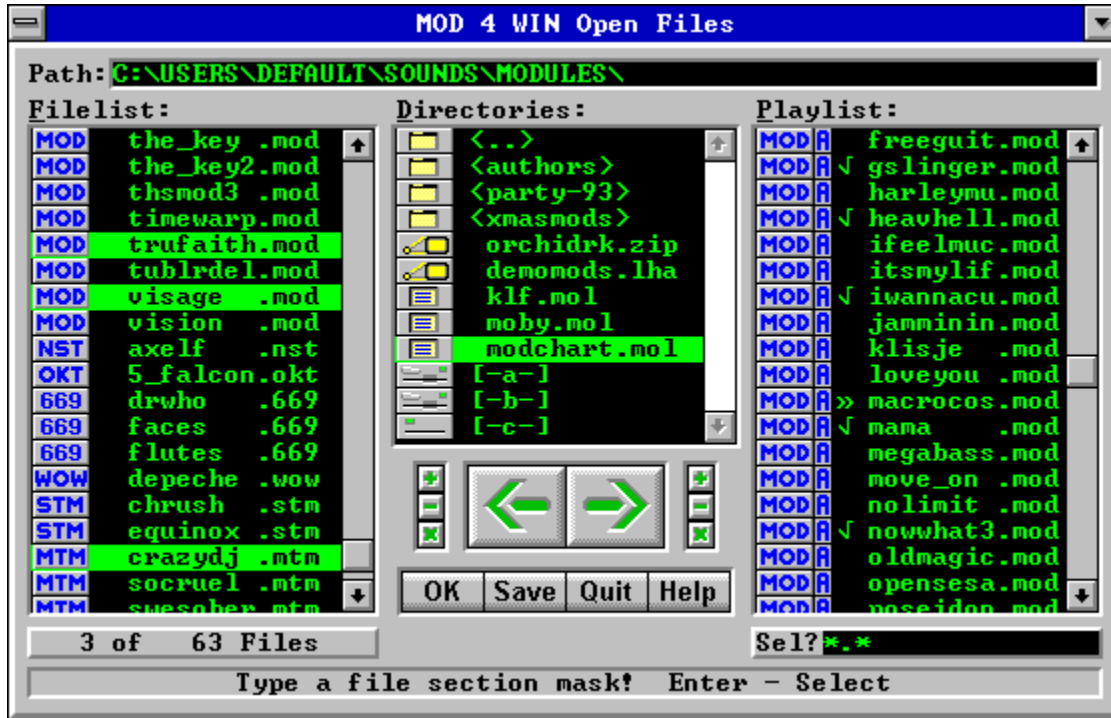 MOD 4 WIN Open Files
Path: C:\USERS\DEFAULT\SOUNDS\MODULES\
Filelist:
MOD the_key .mod
MOD the_key2.mod
MOD thsmod3 .mod
MOD timewarp.mod
MOD trufaith.mod
MOD tublrdel.mod
MOD visage .mod
MOD vision .mod
NST axelf .nst
OKT 5_falcon.okt
669 drwho .669
669 faces .669
669 flutes .669
WOW depeche .wow
STM chrush .stm
STM equinox .stm
MTM crazydj .mtm
MTM socruel .mtm
MTM swesober.mtm
3 of 63 Files
Directories:
<..>
<authors>
<party-93>
<xmasmods>
orchidrk.zip
demomods.lha
klf.mol
moby.mol
modchart.mol
[-a-]
[-b-]
[-c-]
OK Save Quit Help
Playlist:
MOD A freeguit.mod
MOD A √ gslinger.mod
MOD A harleymu.mod
MOD A √ heavhell.mod
MOD A ifeelmuc.mod
MOD A itsmylif.mod
MOD A √ iwannacu.mod
MOD A jamminin.mod
MOD A klisje .mod
MOD A loveyou .mod
MOD A » macrocos.mod
MOD A √ mama .mod
MOD A megabass.mod
MOD A move_on .mod
MOD A nolimit .mod
MOD A √ nowwhat3.mod
MOD A oldmagic.mod
MOD A opensesa.mod
MOD A poseidon.mod
Sel? *.*
Type a file section mask! Enter - Select